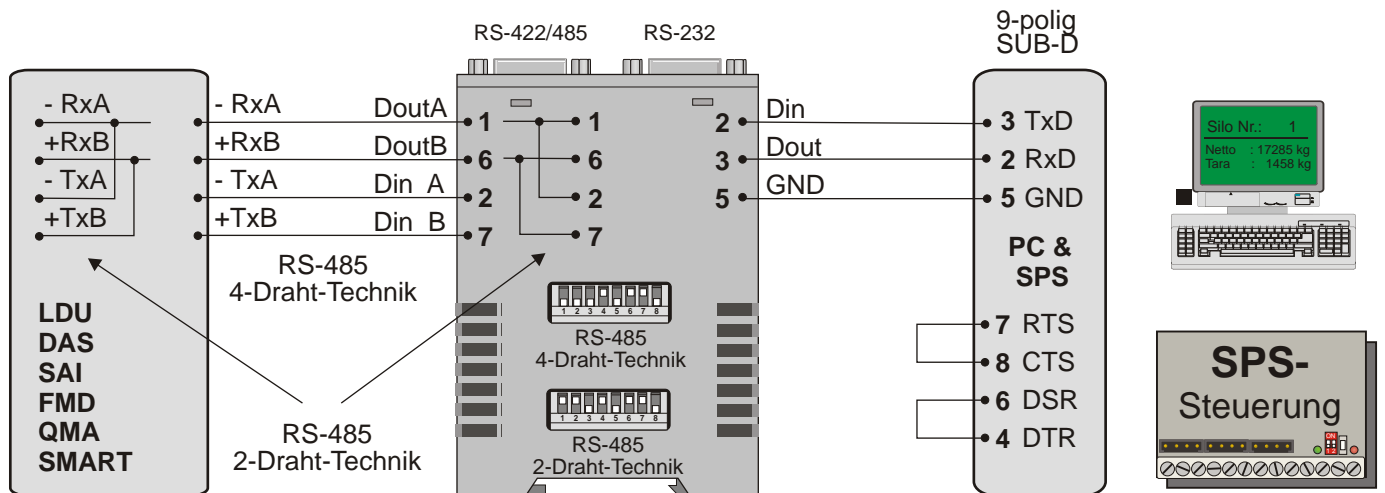 RS-422/485
RS-232
9-polig
SUB-D
- RxA
+RxB
- TxA
+TxB
LDU
DAS
SAI
FMD
QMA
SMART
- RxA
+RxB
- TxA
+TxB
DoutA
DoutB
Din A
Din B
RS-485
4-Draht-Technik
RS-485
2-Draht-Technik
1
6
2
7
1
6
2
7
1 2 3 4 5 6 7 8
RS-485
4-Draht-Technik
1 2 3 4 5 6 7 8
RS-485
2-Draht-Technik
2
3
5
Din
Dout
GND
3 TxD
2 RxD
5 GND
PC &
SPS
7 RTS
8 CTS
6 DSR
4 DTR
Silo Nr.: 1
Netto : 17285 kg
Tara : 1458 kg
SPS-
Steuerung
ON
1 2